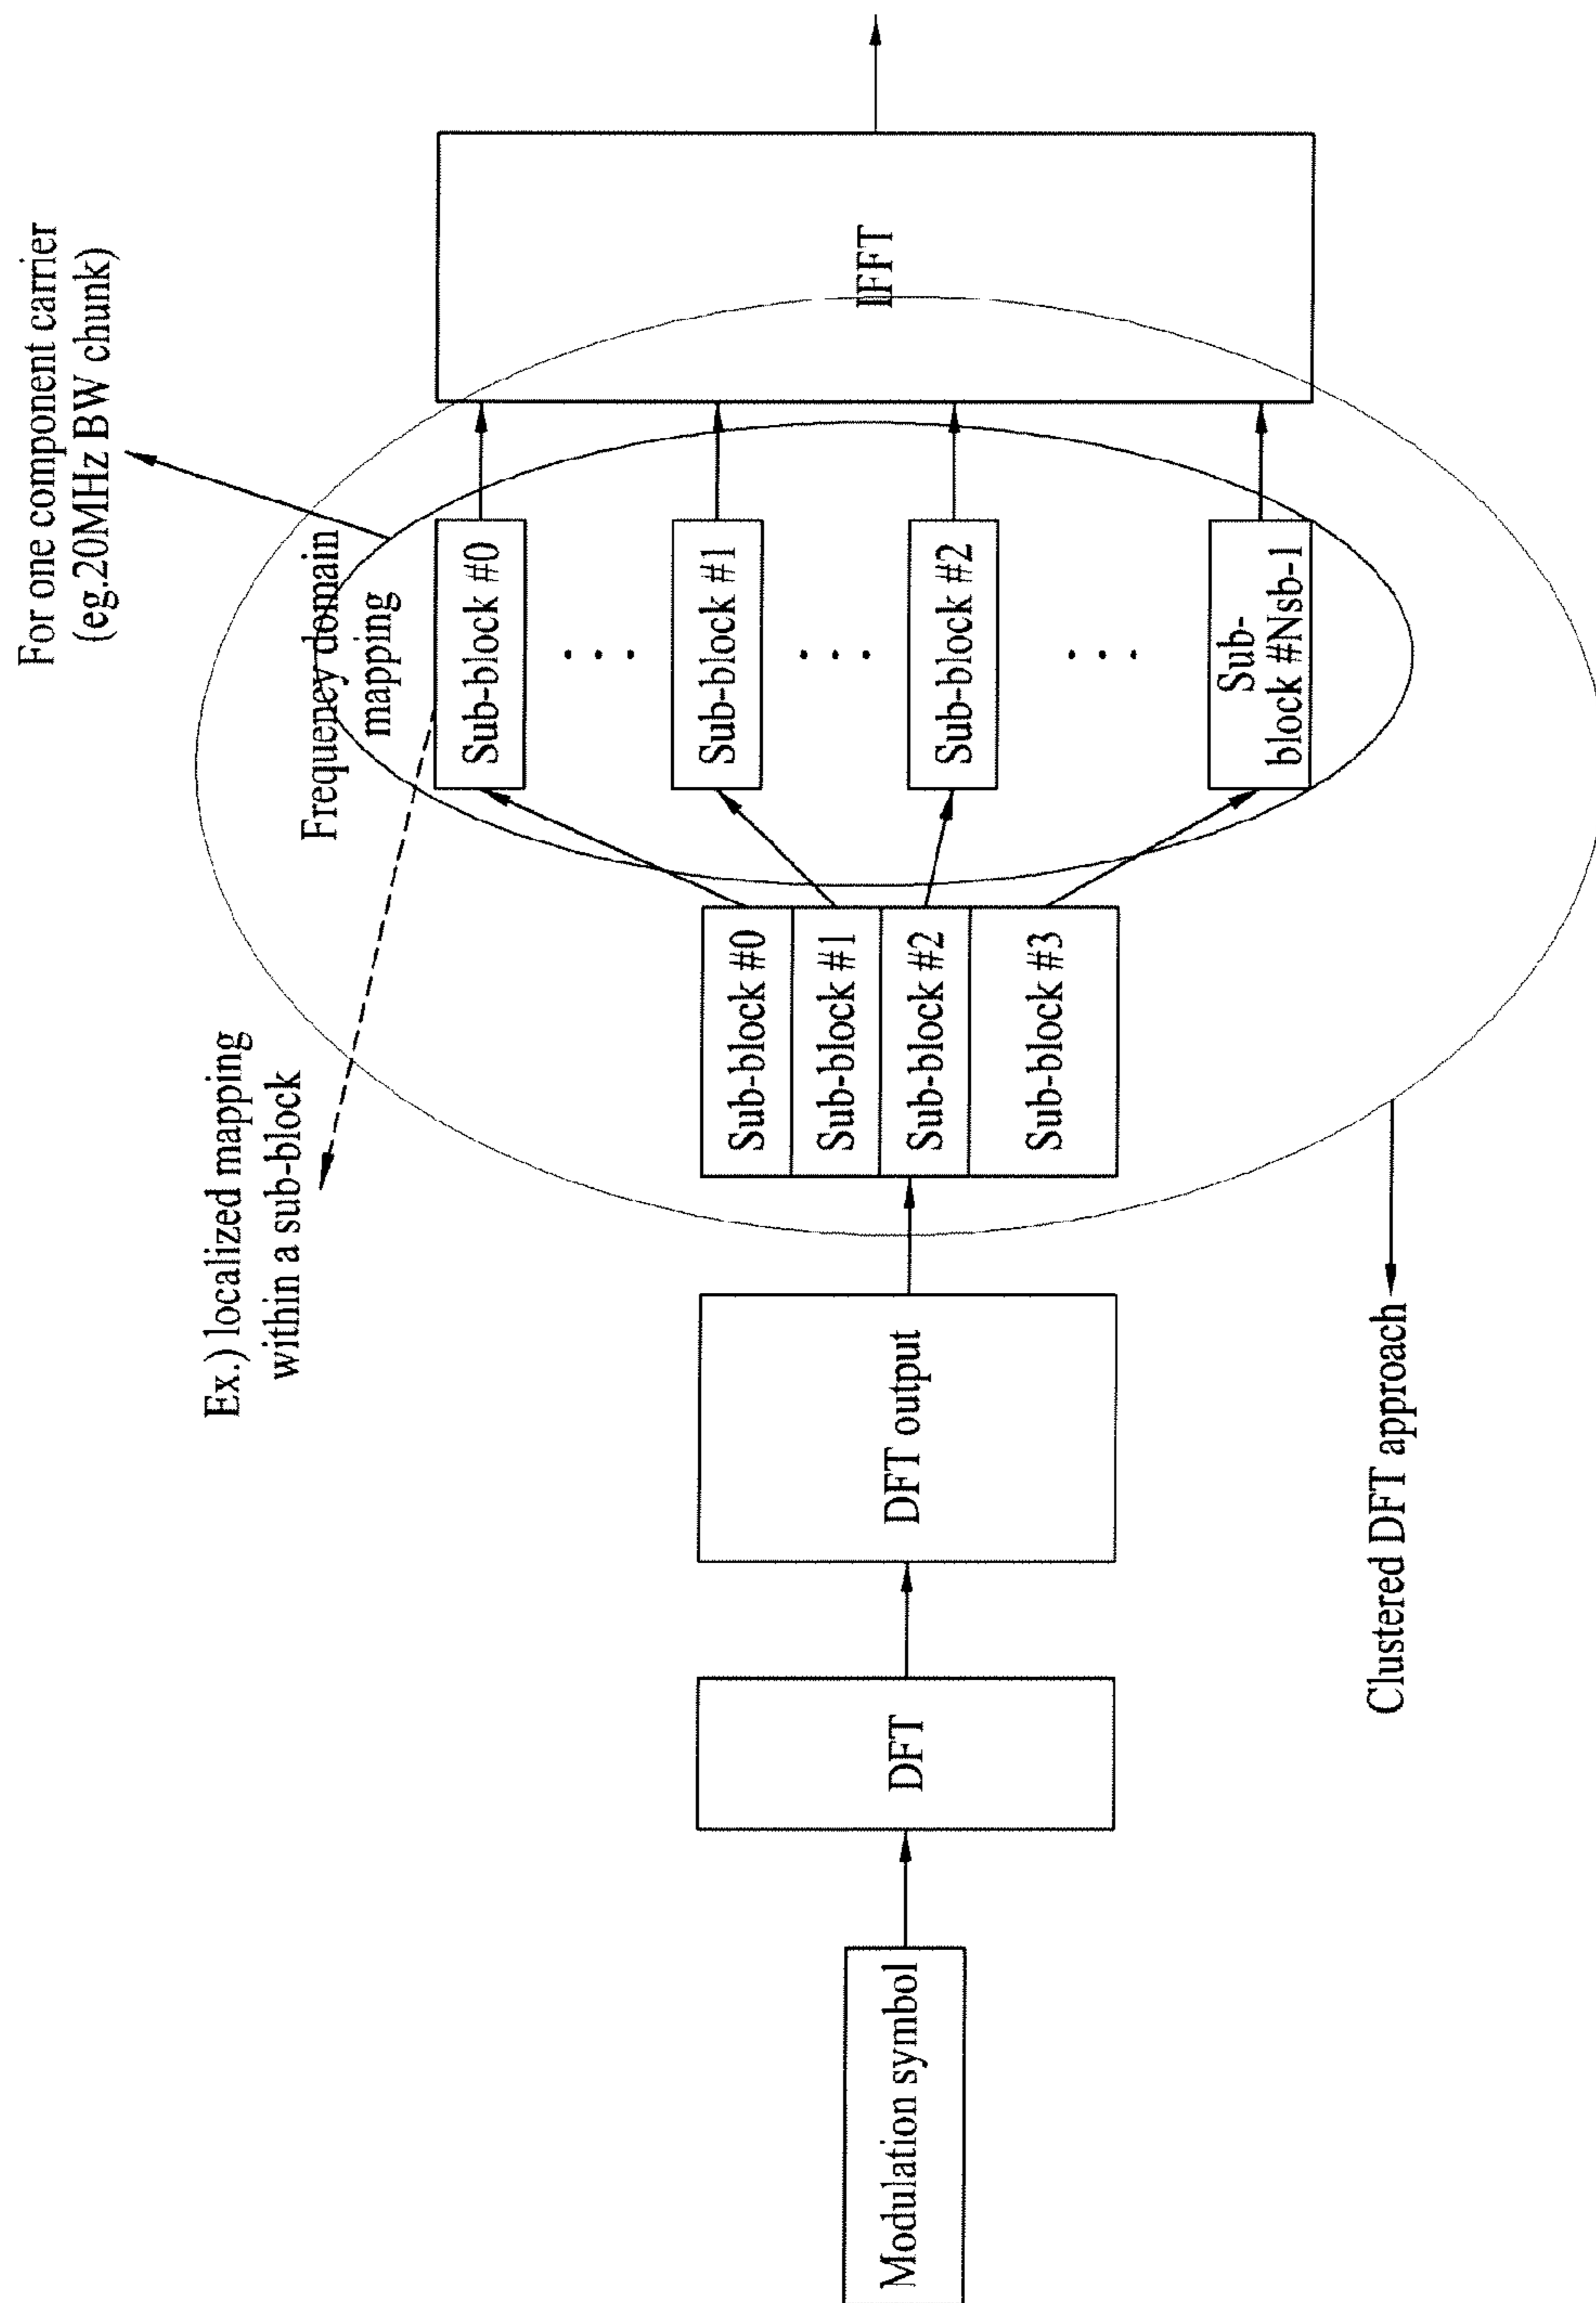 For one component carrier
(eg.20MHz BW chunk)
Ex.) localized mapping
within a sub-block
Frequency domain
mapping
Modulation symbol
DFT
DFT output
Sub-block #0
Sub-block #1
Sub-block #2
Sub-block #3
Sub-block #0
Sub-block #1
Sub-block #2
Sub-
block #Nsb-1
IFFT
Clustered DFT approach